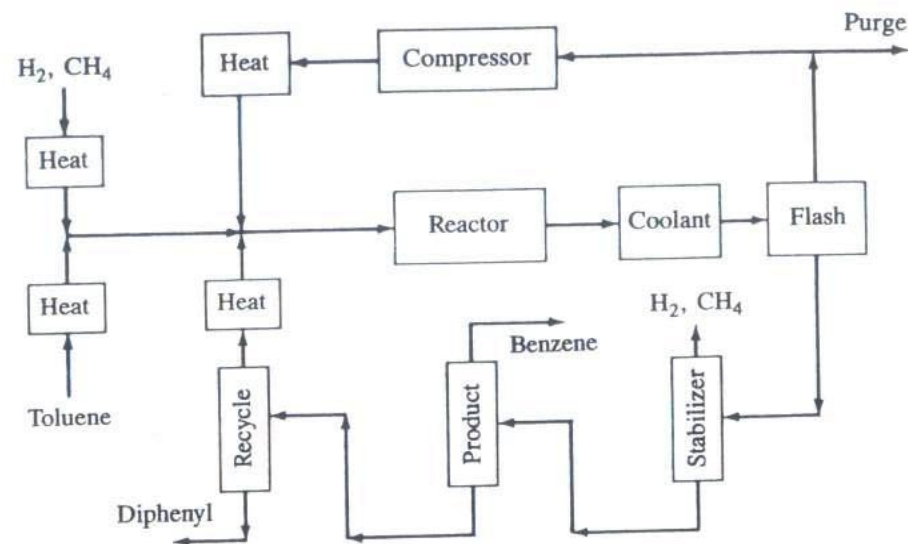 Purge
H₂, CH₄
Heat
Compressor
Heat
Reactor
Coolant
Flash
Heat
Heat
H₂, CH₄
Benzene
Toluene
Recycle
Product
Stabilizer
Diphenyl